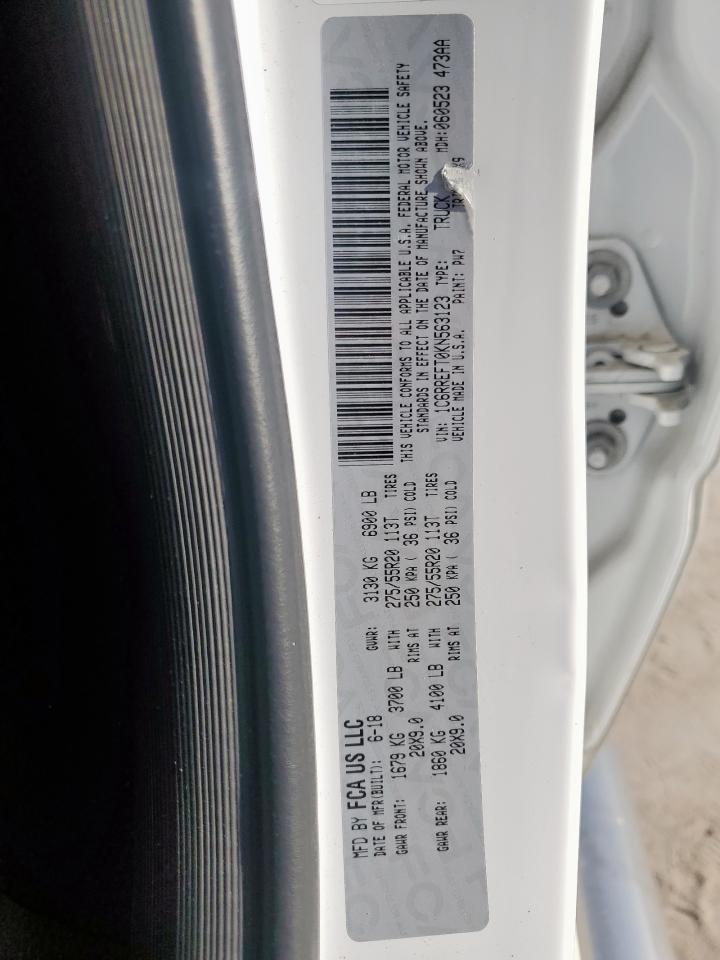 MFD BY FCA US LLC
DATE OF MFR(BUILT): 6-18 GVWR: 3130 KG 6900 LB
GAWR FRONT: 1679 KG 3700 LB WITH 275/55R20 113T TIRES
20X9.0 RIMS AT 250 KPA ( 36 PSI) COLD
GAWR REAR: 1860 KG 4100 LB WITH 275/55R20 113T TIRES
20X9.0 RIMS AT 250 KPA ( 36 PSI) COLD
THIS VEHICLE CONFORMS TO ALL APPLICABLE U.S.A. FEDERAL MOTOR VEHICLE SAFETY
STANDARDS IN EFFECT ON THE DATE OF MANUFACTURE SHOWN ABOVE.
VIN: 1C6RREFT0KN563123 TYPE: TRUCK MDH:060523 473AA
VEHICLE MADE IN U.S.A. PAINT: PW7